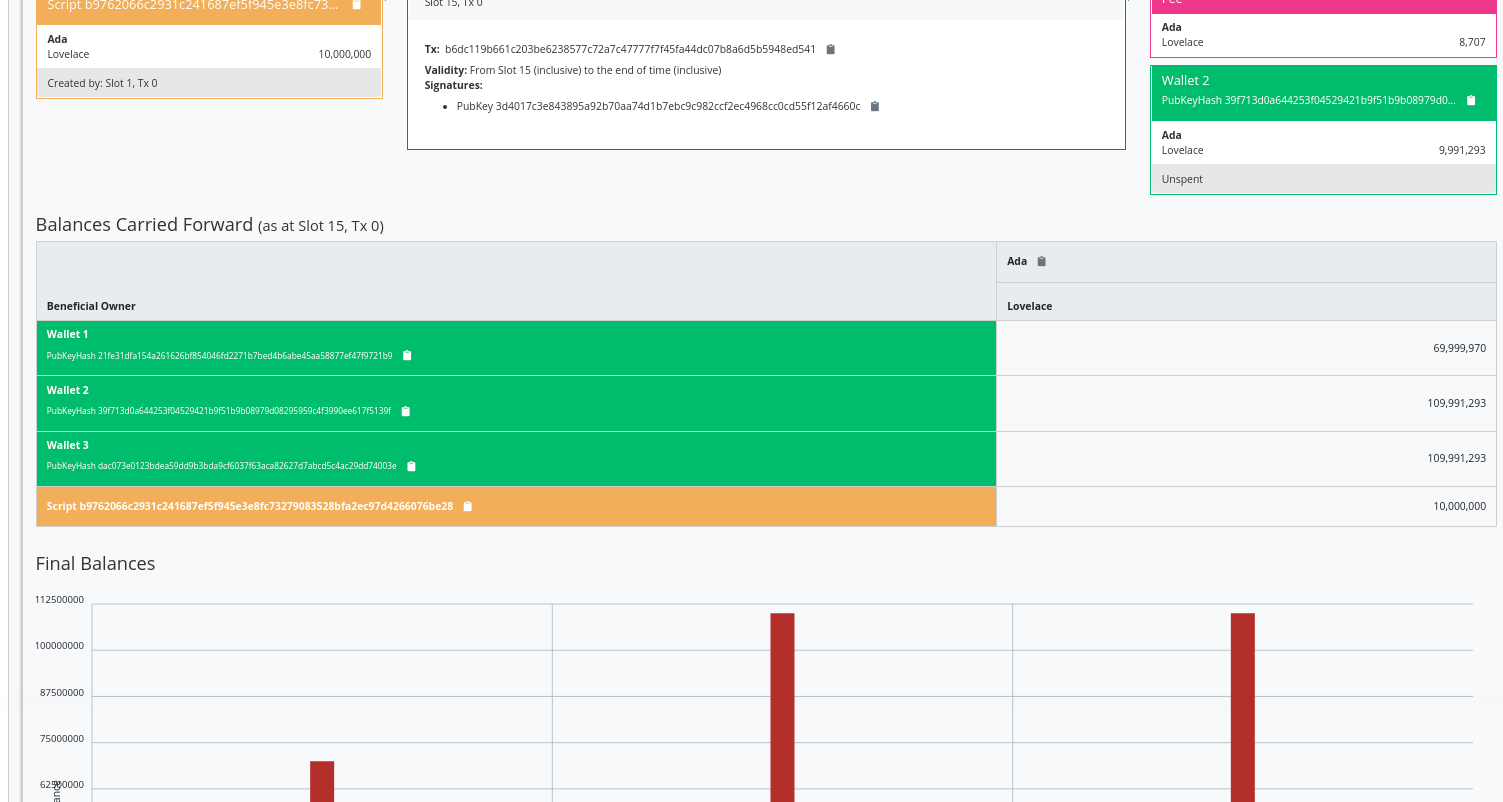 Script b9762066c2931c241687ef5f945e3e8fc73...
Ada
Lovelace 10,000,000
Created by: Slot 1, Tx 0
Slot 15, Tx 0
Tx: b6dc119b661c203be6238577c72a7c47777f7f45fa44dc07b8a6d5b5948ed541
Validity: From Slot 15 (inclusive) to the end of time (inclusive)
Signatures:
• PubKey 3d4017c3e843895a92b70aa74d1b7ebc9c982ccf2ec4968cc0cd55f12af4660c
Fee
Ada
Lovelace 8,707
Wallet 2
PubKeyHash 39f713d0a644253f04529421b9f51b9b08979d0...
Ada
Lovelace 9,991,293
Unspent
Balances Carried Forward (as at Slot 15, Tx 0)
Ada
Beneficial Owner Lovelace
Wallet 1
PubKeyHash 21fe31dfa154a261626bf854046fd2271b7bed4b6abe45aa58877ef47f9721b9
69,999,970
Wallet 2
PubKeyHash 39f713d0a644253f04529421b9f51b9b08979d08295959c4f3990ee617f5139f
109,991,293
Wallet 3
PubKeyHash dac073e0123bdea59dd9b3bda9cf6037f63aca82627d7abcd5c4ac29dd74003e
109,991,293
Script b9762066c2931c241687ef5f945e3e8fc73279083528bfa2ec97d4266076be28
10,000,000
Final Balances
112500000
100000000
87500000
75000000
62500000